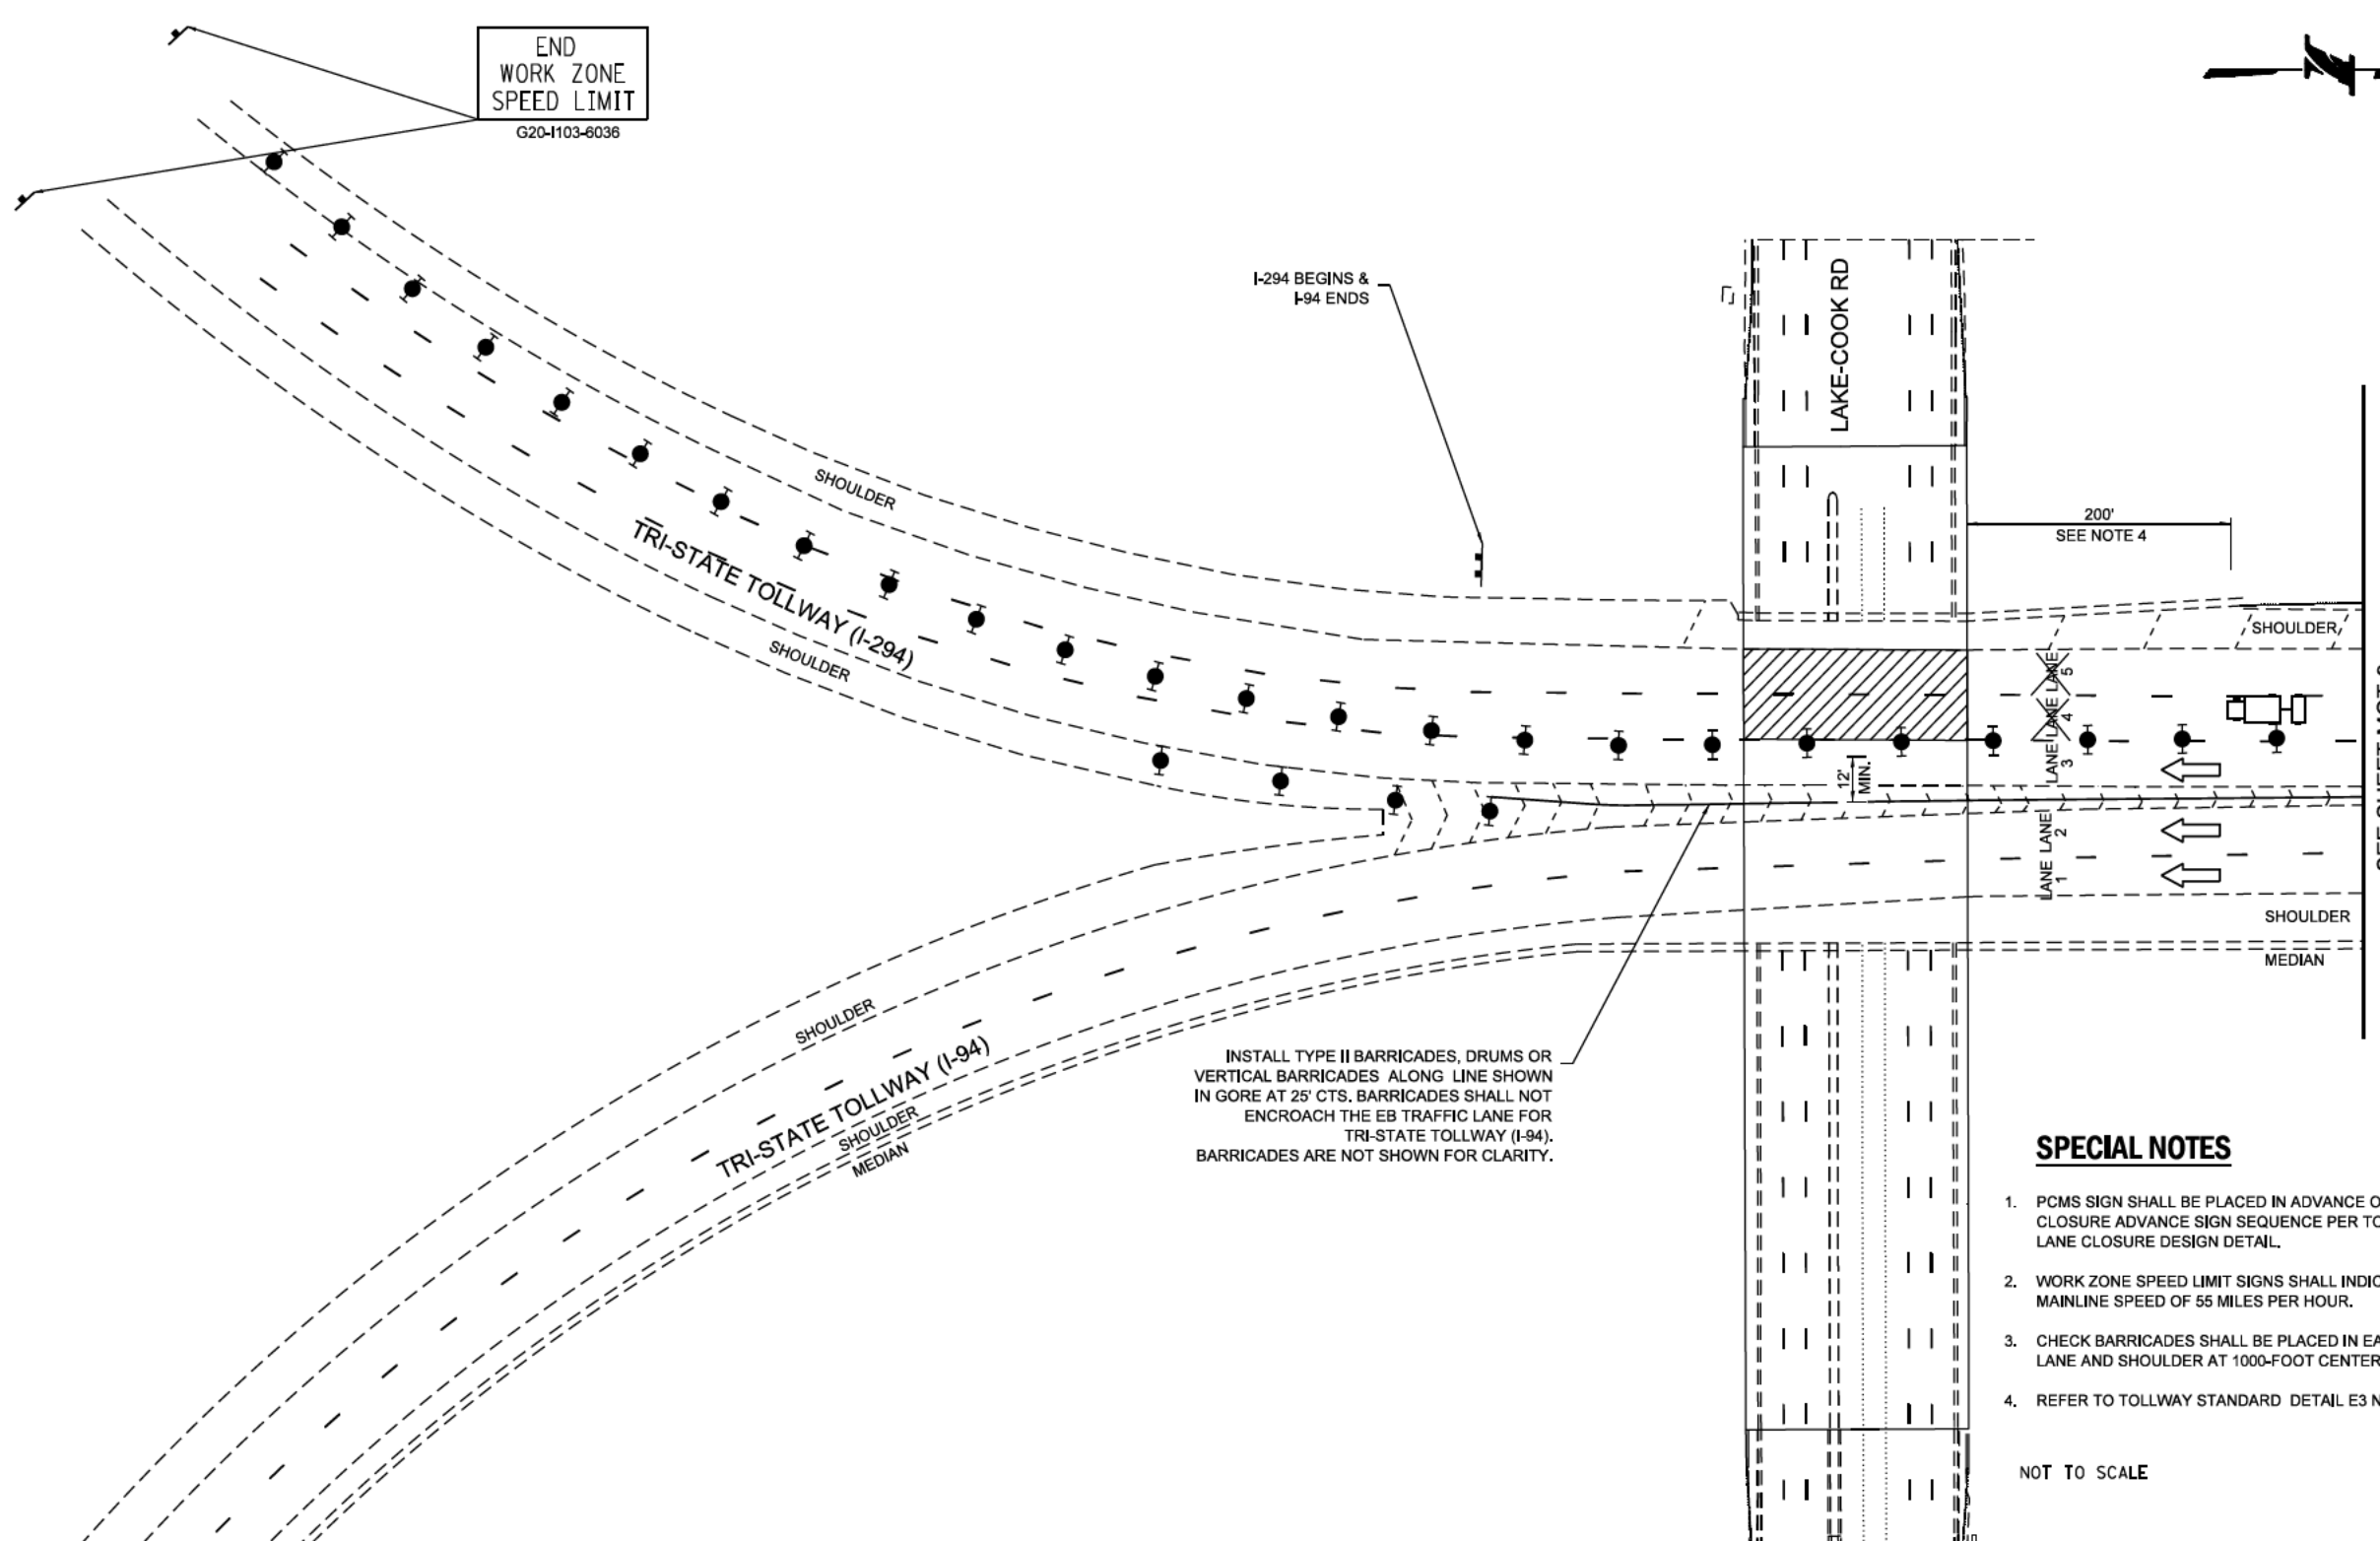 END
WORK ZONE
SPEED LIMIT
G20-I103-6036
I-294 BEGINS &
I-94 ENDS
LAKE-COOK RD
200'
SEE NOTE 4
SHOULDER
TRI-STATE TOLLWAY (I-294)
SHOULDER
SHOULDER
LANE 5
LANE 4
LANE 3
12'
MIN.
LANE 2
LANE 1
SHOULDER
MEDIAN
SHOULDER
TRI-STATE TOLLWAY (I-94)
SHOULDER
MEDIAN
INSTALL TYPE II BARRICADES, DRUMS OR
VERTICAL BARRICADES ALONG LINE SHOWN
IN GORE AT 25' CTS. BARRICADES SHALL NOT
ENCROACH THE EB TRAFFIC LANE FOR
TRI-STATE TOLLWAY (I-94).
BARRICADES ARE NOT SHOWN FOR CLARITY.
SPECIAL NOTES
1. PCMS SIGN SHALL BE PLACED IN ADVANCE
CLOSURE ADVANCE SIGN SEQUENCE PER
LANE CLOSURE DESIGN DETAIL.
2. WORK ZONE SPEED LIMIT SIGNS SHALL
MAINLINE SPEED OF 55 MILES PER HOUR.
3. CHECK BARRICADES SHALL BE PLACED IN
LANE AND SHOULDER AT 1000-FOOT CENTER
4. REFER TO TOLLWAY STANDARD DETAIL E3
NOT TO SCALE